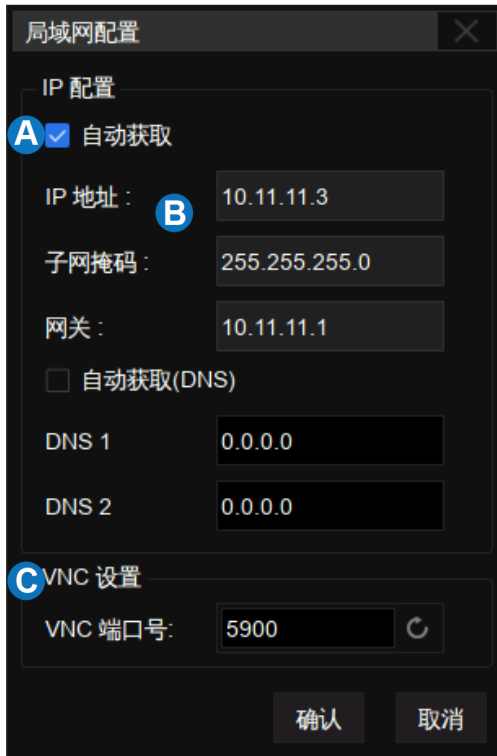 局域网配置
IP 配置
A 自动获取
IP 地址 : B 10.11.11.3
子网掩码 : 255.255.255.0
网关 : 10.11.11.1
自动获取(DNS)
DNS 1 0.0.0.0
DNS 2 0.0.0.0
C VNC 设置
VNC 端口号: 5900
确认 取消